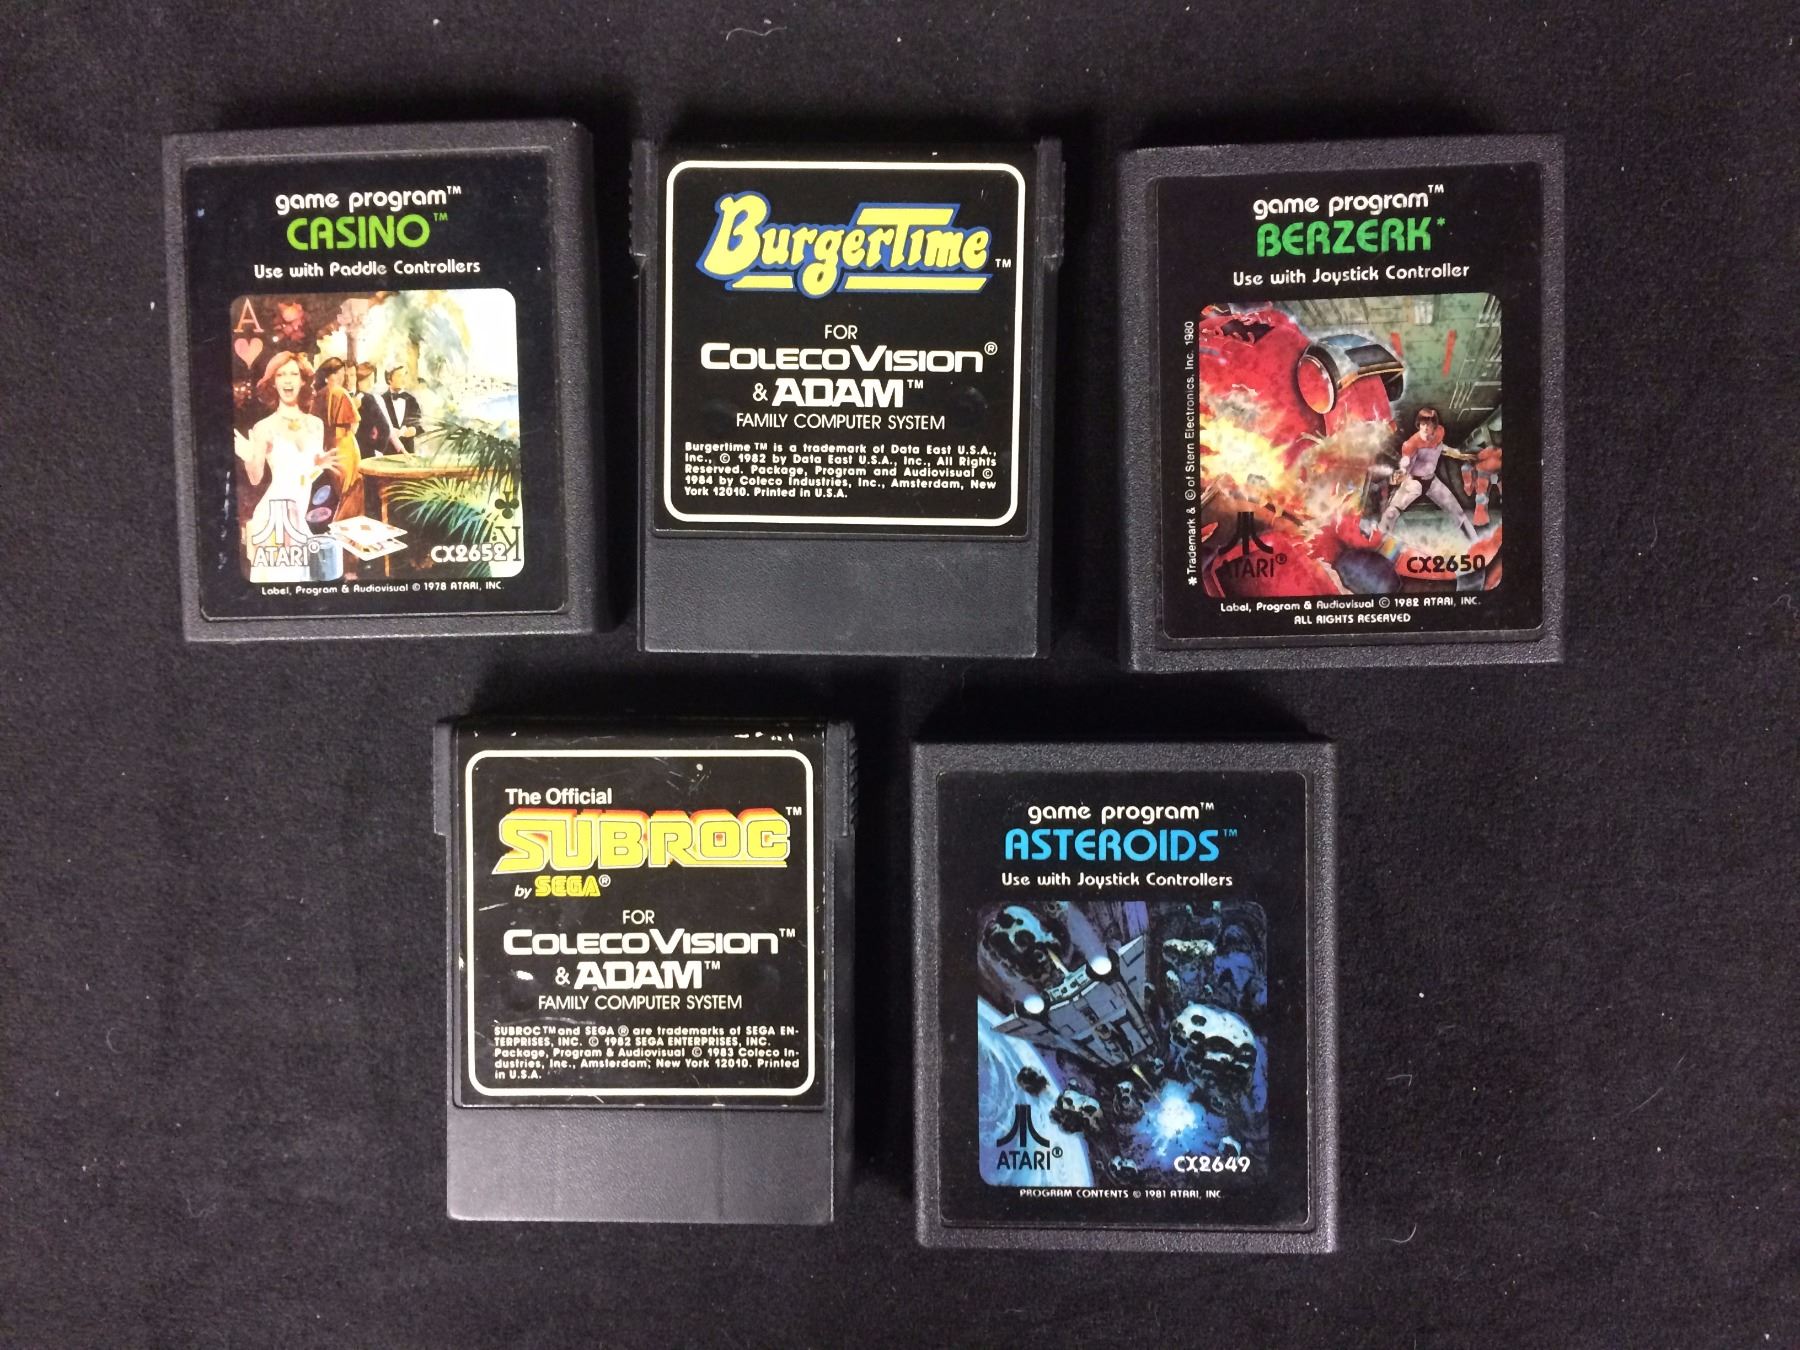 game program™
CASINO™
Use with Paddle Controllers
A
ATARI®
CX2652
K
Label, Program & Audiovisual © 1978 ATARI, INC.
BurgerTime™
FOR
COLECOVISION®
& ADAM™
FAMILY COMPUTER SYSTEM
Burgertime™ is a trademark of Data East U.S.A.,
Inc., © 1982 by Data East U.S.A., Inc., All Rights
Reserved. Package, Program and Audiovisual ©
1984 by Coleco Industries, Inc., Amsterdam, New
York 12010. Printed in U.S.A.
game program™
BERZERK*
Use with Joystick Controller
*Trademark & © of Stern Electronics, Inc. 1980
ATARI®
CX2650
Label, Program & Audiovisual © 1982 ATARI, INC.
ALL RIGHTS RESERVED
The Official
SUBROC™
by SEGA®
FOR
COLECOVISION™
& ADAM™
FAMILY COMPUTER SYSTEM
SUBROC™ and SEGA ® are trademarks of SEGA EN-
TERPRISES, INC. © 1982 SEGA ENTERPRISES, INC.
Package, Program & Audiovisual © 1983 Coleco In-
dustries, Inc., Amsterdam, New York 12010. Printed
in U.S.A.
game program™
ASTEROIDS™
Use with Joystick Controllers
ATARI®
CX2649
PROGRAM CONTENTS © 1981 ATARI, INC.